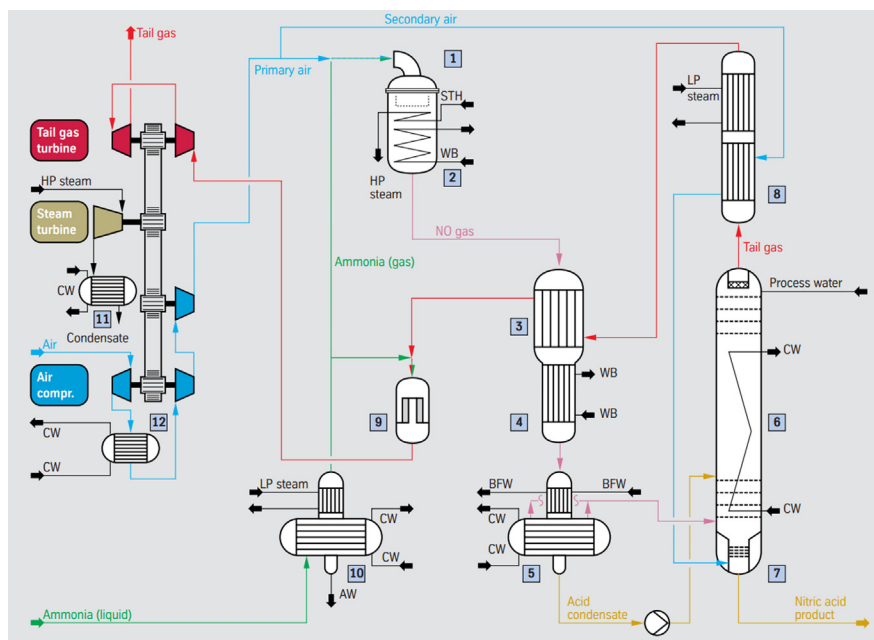 Secondary air
Tail gas
Primary air
1
STH
LP
steam
Tail gas
turbine
WB
HP
steam
2
HP steam
8
Steam
turbine
NO gas
Tail gas
Ammonia (gas)
Process water
CW
11
3
Condensate
Air
CW
WB
Air
compr.
12
9
4
6
WB
CW
CW
LP steam
BFW
BFW
CW
CW
CW
CW
CW
10
5
7
AW
Ammonia (liquid)
Acid
condensate
Nitric acid
product